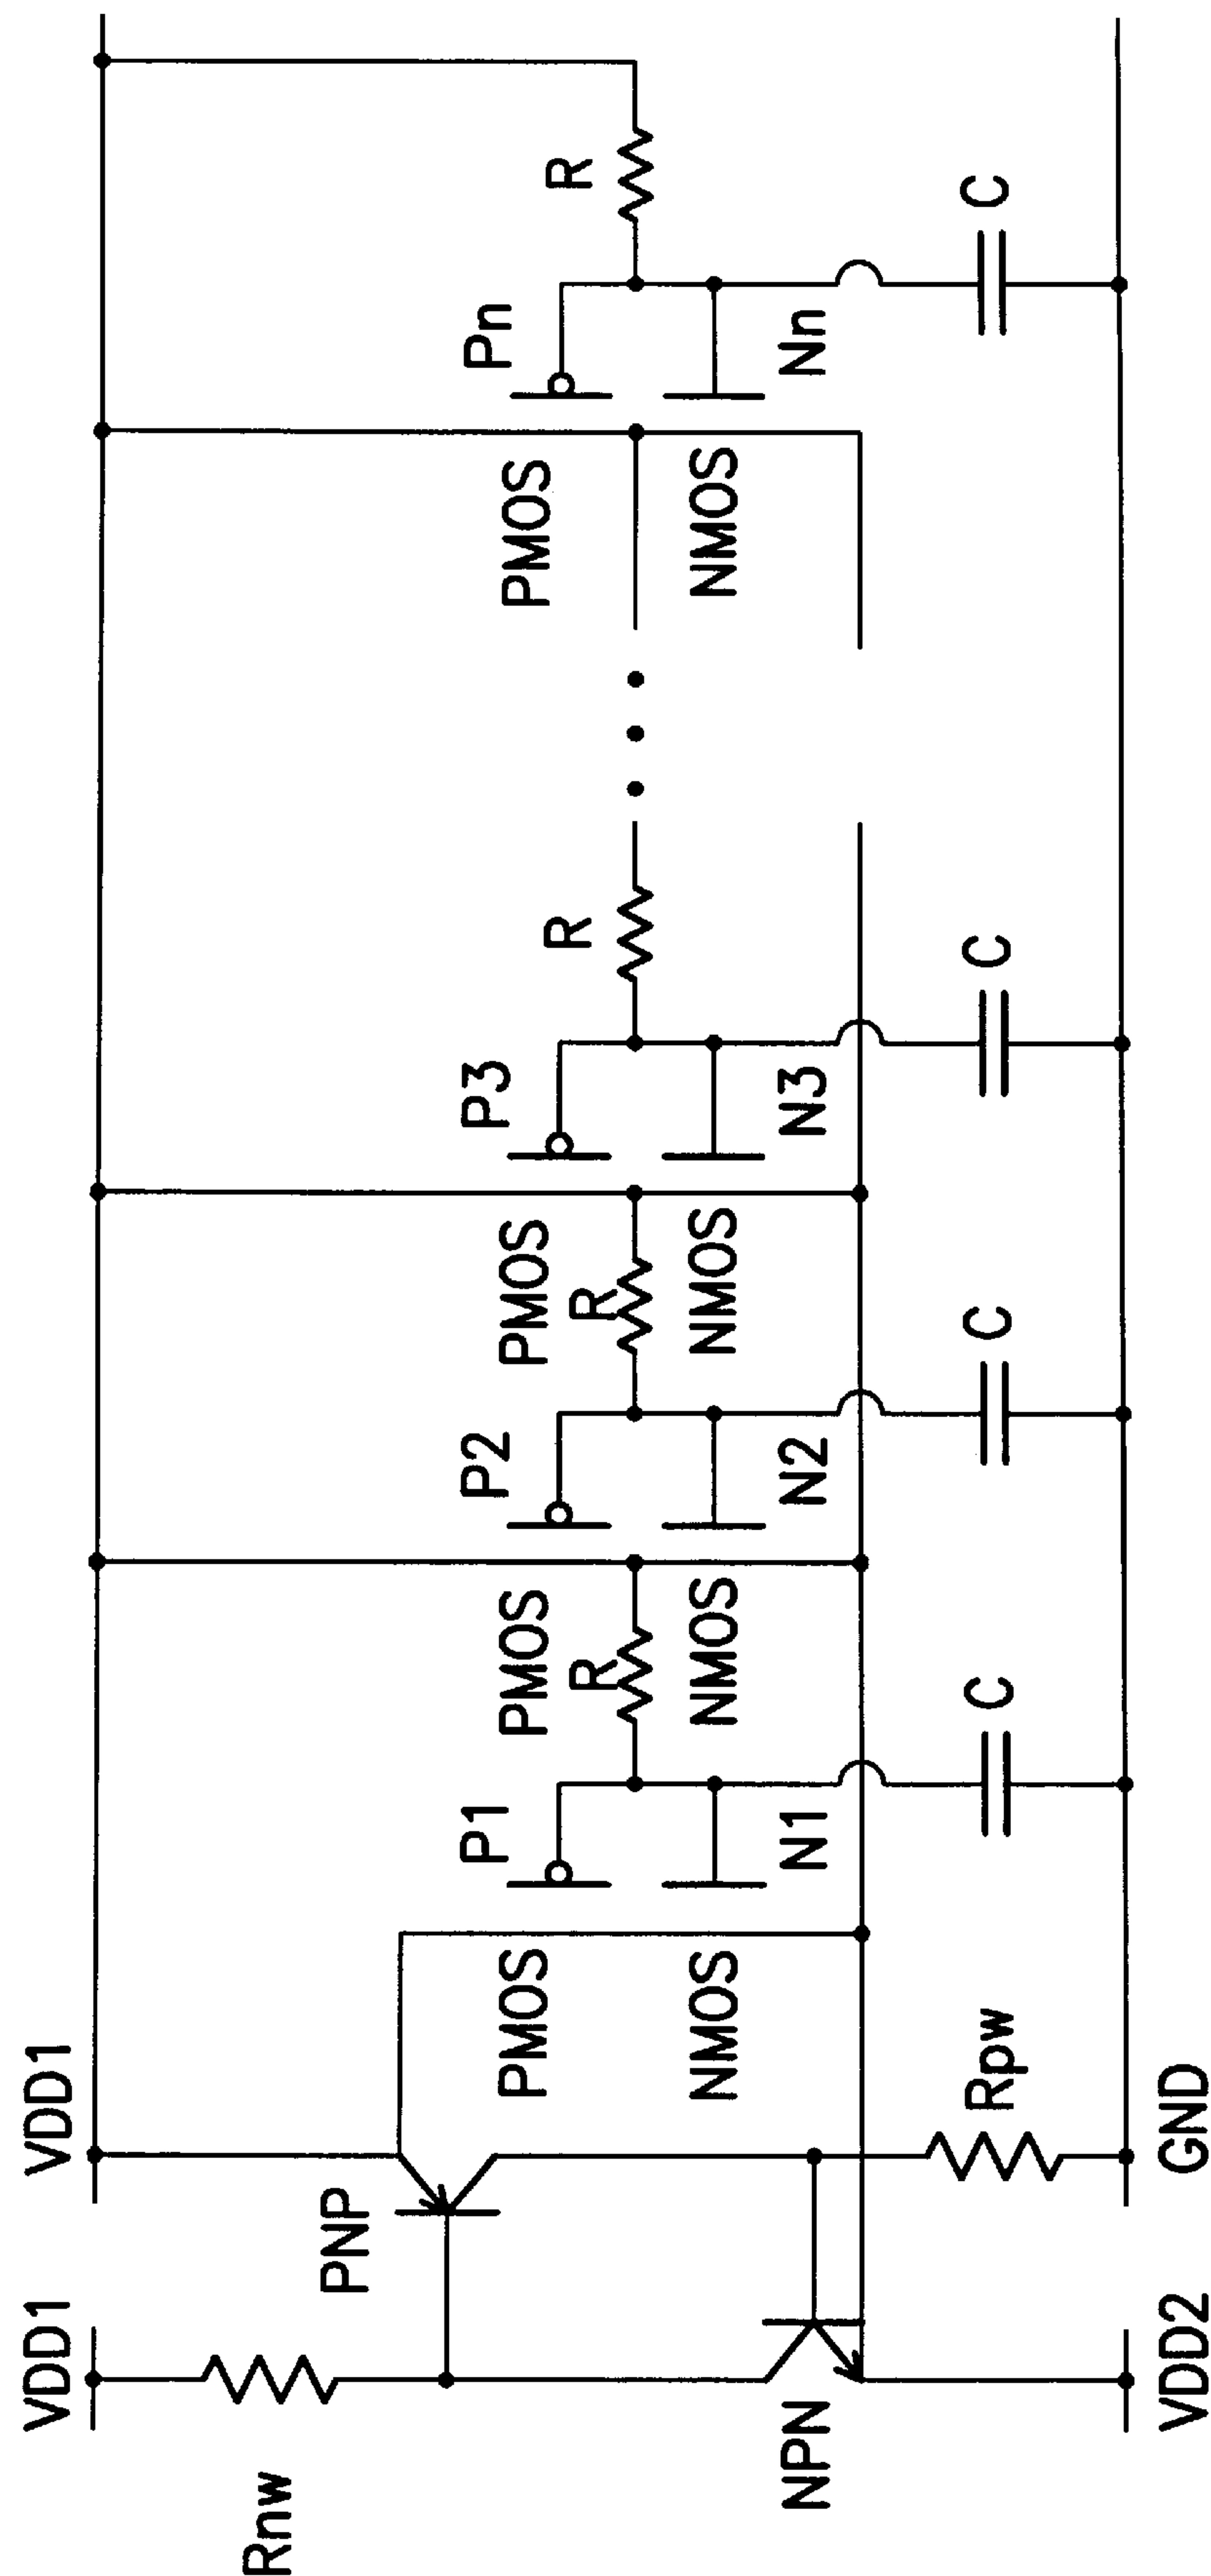 VDD1
VDD1
Rnw
PNP
P1
P2
P3
Pn
PMOS
PMOS
PMOS
PMOS
R
R
R
R
NMOS
NMOS
NMOS
NMOS
NPN
N1
N2
N3
Nn
Rpw
C
C
C
C
VDD2
GND